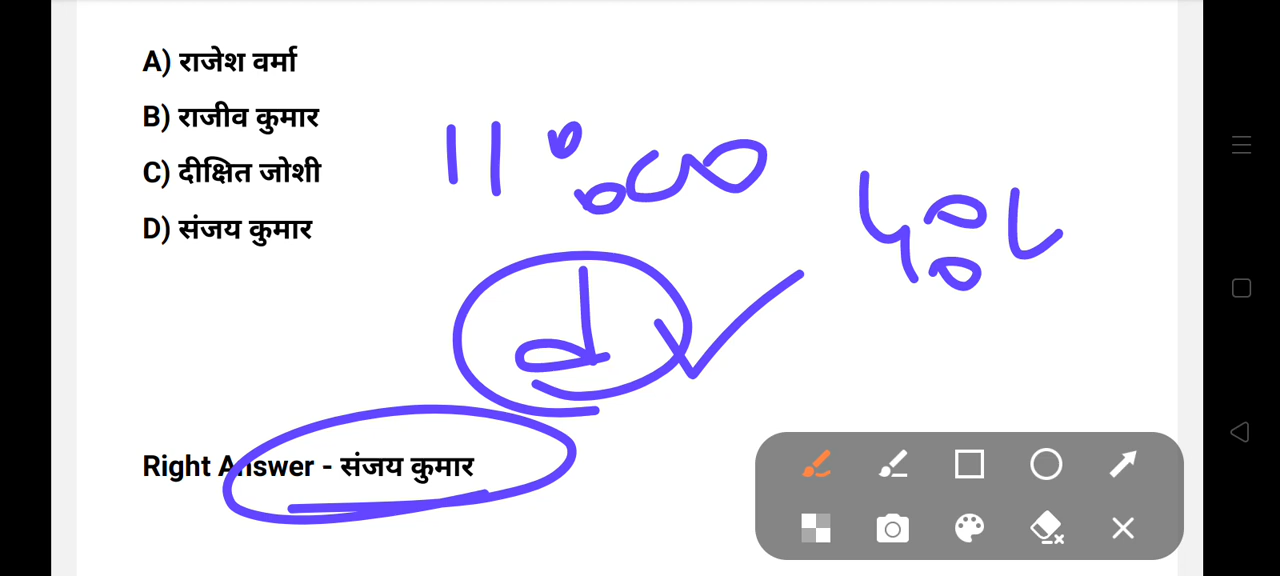 A) राजेश वर्मा
B) राजीव कुमार
C) दीक्षित जोशी
D) संजय कुमार
d
Right Answer - संजय कुमार